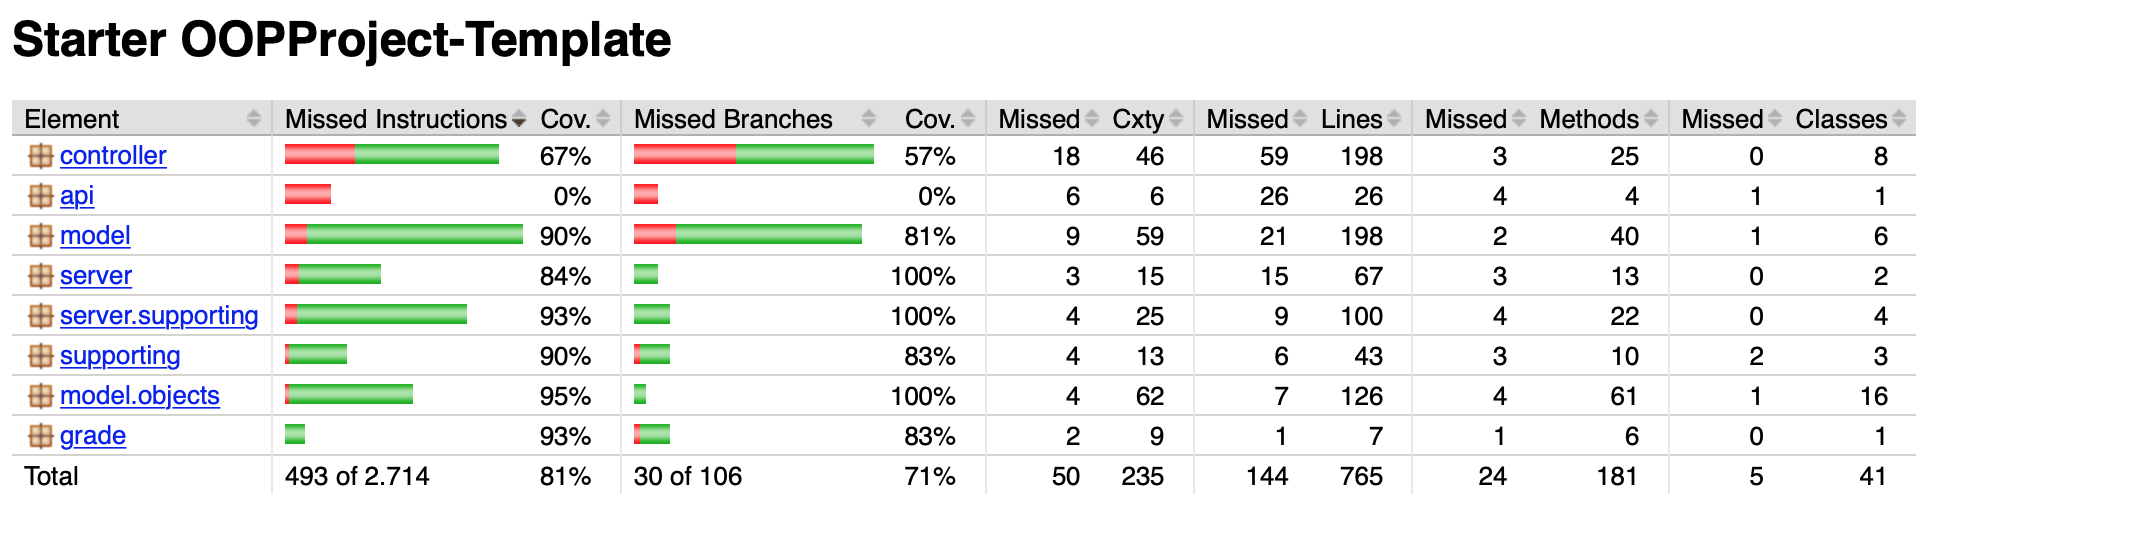 Starter OOPProject-Template
Element Missed Instructions Cov. Missed Branches Cov. Missed Cxty Missed Lines Missed Methods Missed Classes
controller 67% 57% 18 46 59 198 3 25 0 8
api 0% 0% 6 6 26 26 4 4 1 1
model 90% 81% 9 59 21 198 2 40 1 6
server 84% 100% 3 15 15 67 3 13 0 2
server.supporting 93% 100% 4 25 9 100 4 22 0 4
supporting 90% 83% 4 13 6 43 3 10 2 3
model.objects 95% 100% 4 62 7 126 4 61 1 16
grade 93% 83% 2 9 1 7 1 6 0 1
Total 493 of 2.714 81% 30 of 106 71% 50 235 144 765 24 181 5 41